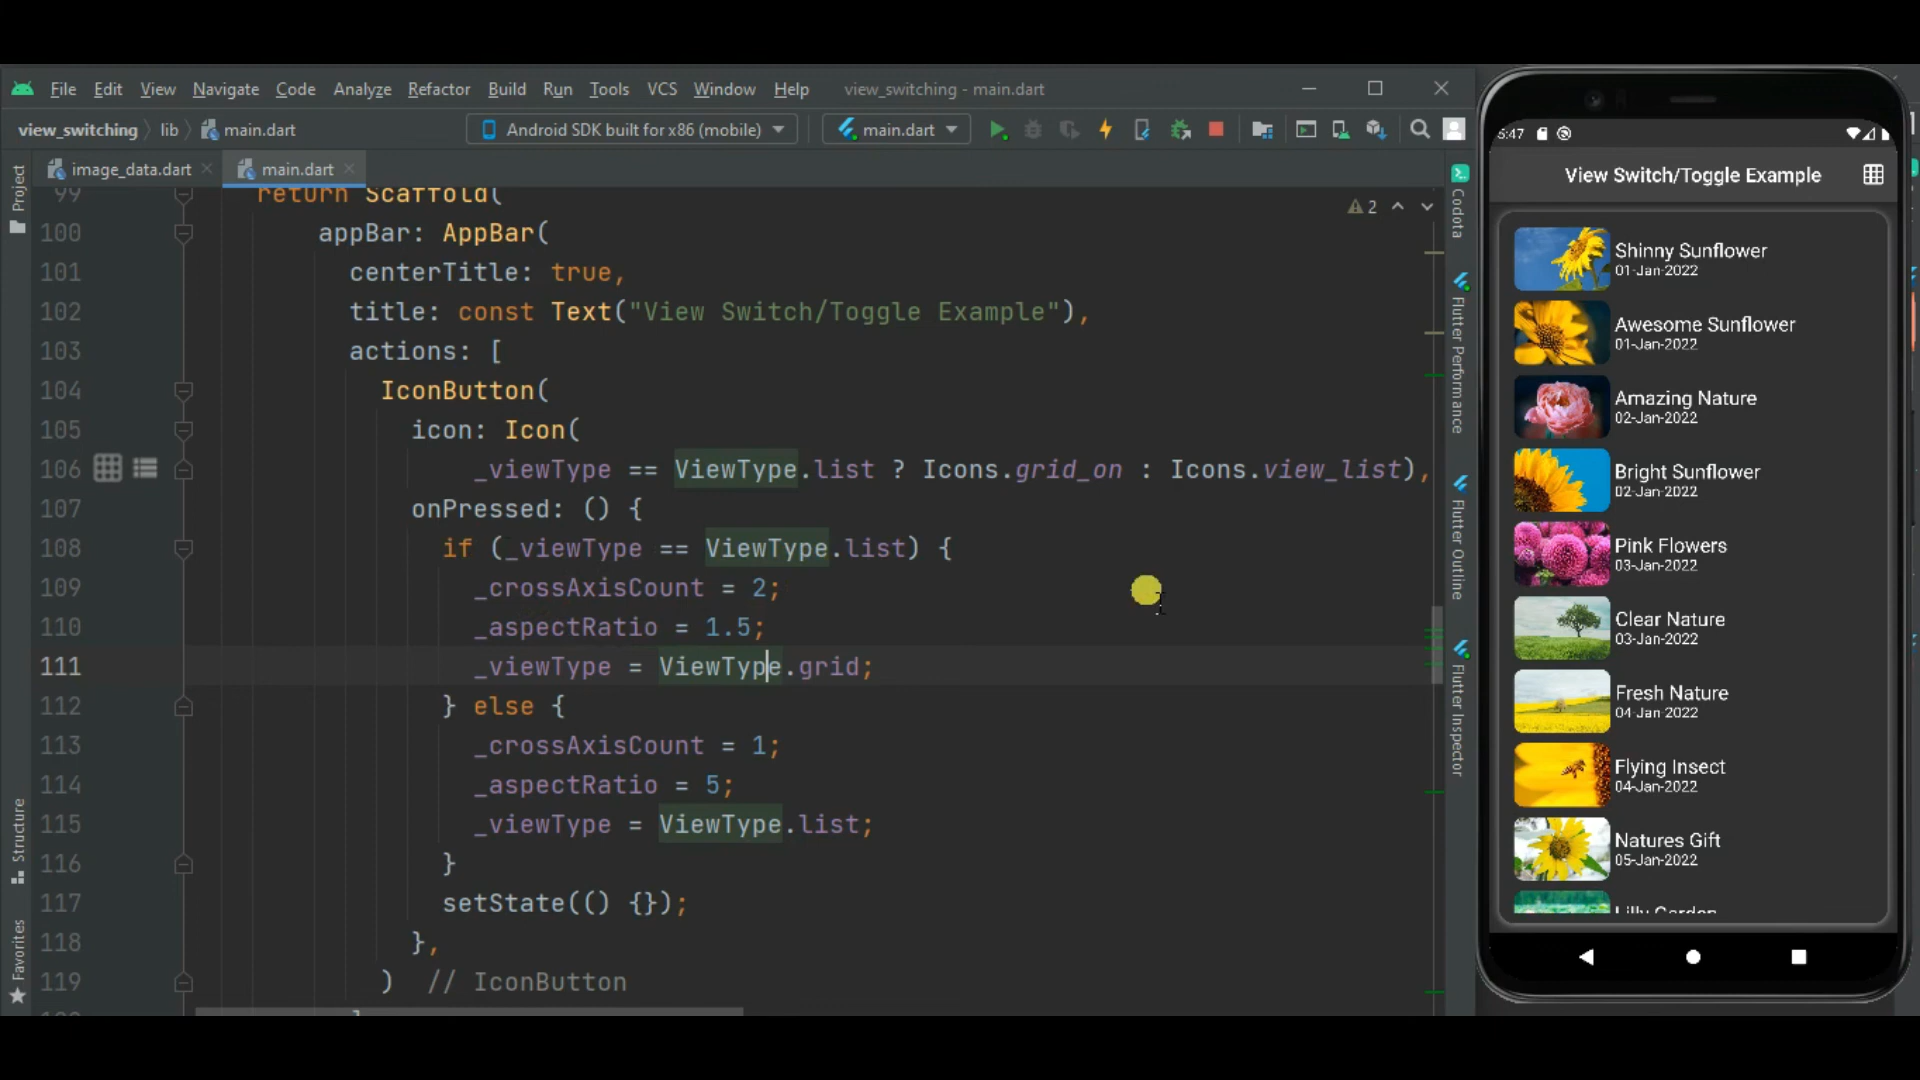 File Edit View Navigate Code Analyze Refactor Build Run Tools VCS Window Help view_switching - main.dart
view_switching lib main.dart Android SDK built for x86 (mobile) main.dart
image_data.dart main.dart
Project
Structure
Favorites
2
99 return Scaffold(
100 appBar: AppBar(
101 centerTitle: true,
102 title: const Text("View Switch/Toggle Example"),
103 actions: [
104 IconButton(
105 icon: Icon(
106 _viewType == ViewType.list ? Icons.grid_on : Icons.view_list),
107 onPressed: () {
108 if (_viewType == ViewType.list) {
109 _crossAxisCount = 2;
110 _aspectRatio = 1.5;
111 _viewType = ViewType.grid;
112 } else {
113 _crossAxisCount = 1;
114 _aspectRatio = 5;
115 _viewType = ViewType.list;
116 }
117 setState(() {});
118 },
119 ) // IconButton
Codota
Flutter Performance
Flutter Outline
Flutter Inspector
5:47
View Switch/Toggle Example
Shinny Sunflower
01-Jan-2022
Awesome Sunflower
01-Jan-2022
Amazing Nature
02-Jan-2022
Bright Sunflower
02-Jan-2022
Pink Flowers
03-Jan-2022
Clear Nature
03-Jan-2022
Fresh Nature
04-Jan-2022
Flying Insect
04-Jan-2022
Natures Gift
05-Jan-2022
Lilly Garden